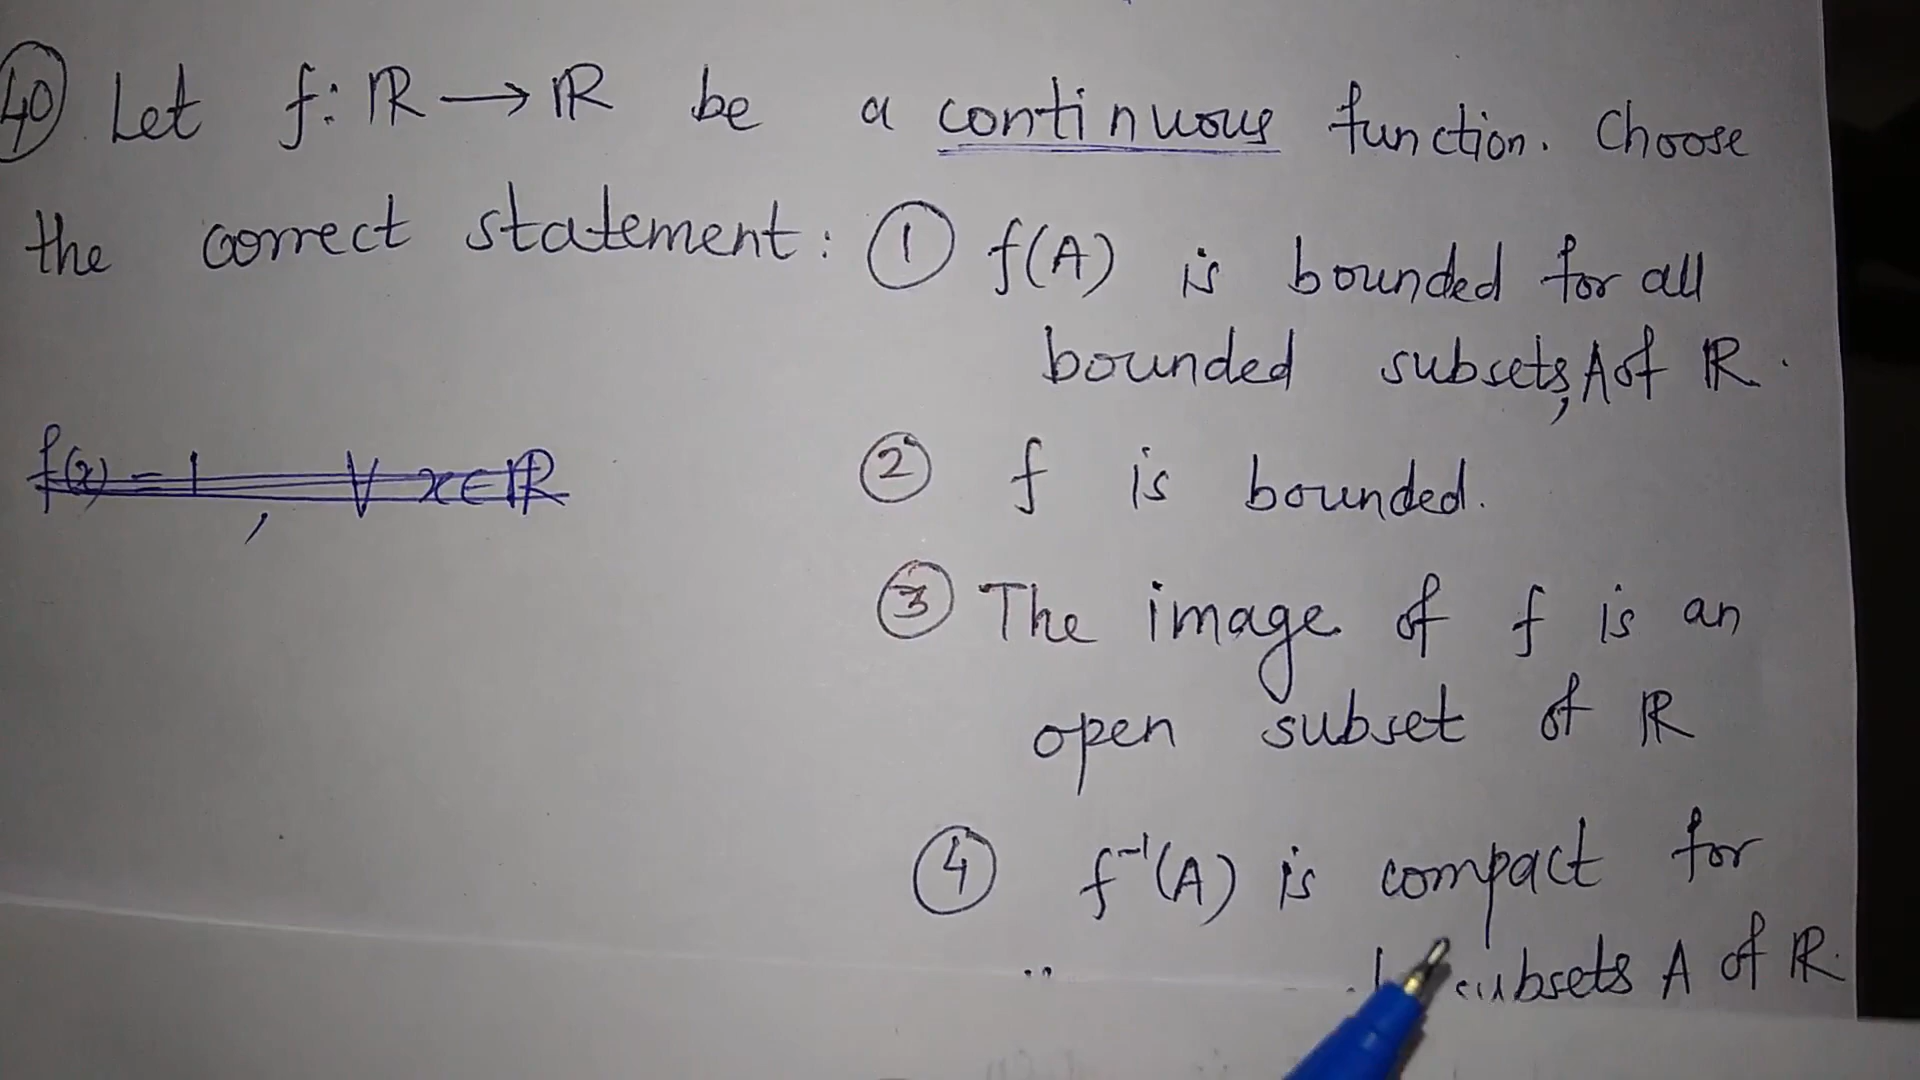 40 Let f: ℝ → ℝ be a continuous function. Choose
the correct statement: ① f(A) is bounded for all
bounded subsets, A of ℝ.
f(x) = 1, ∀ x ∈ ℝ
② f is bounded.
③ The image of f is an
open subset of ℝ
④ f⁻¹(A) is compact for
subsets A of ℝ.